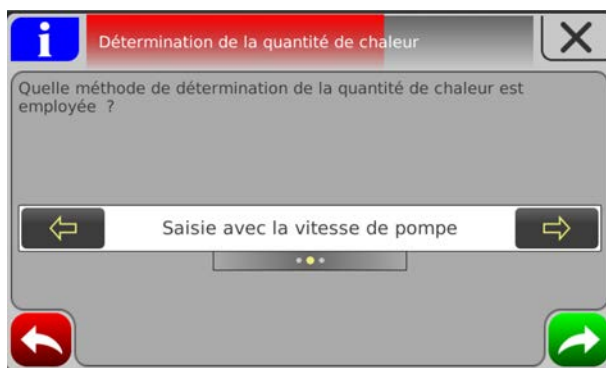 i
Détermination de la quantité de chaleur
Quelle méthode de détermination de la quantité de chaleur est
employée ?
Saisie avec la vitesse de pompe